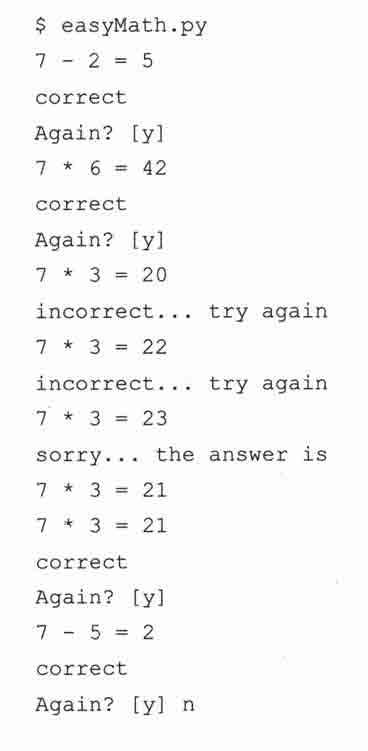 $ easyMath.py
7 - 2 = 5
correct
Again? [y]
7 * 6 = 42
correct
Again? [y]
7 * 3 = 20
incorrect... try again
7 * 3 = 22
incorrect... try again
7 * 3 = 23
sorry... the answer is
7 * 3 = 21
7 * 3 = 21
correct
Again? [y]
7 - 5 = 2
correct
Again? [y] n